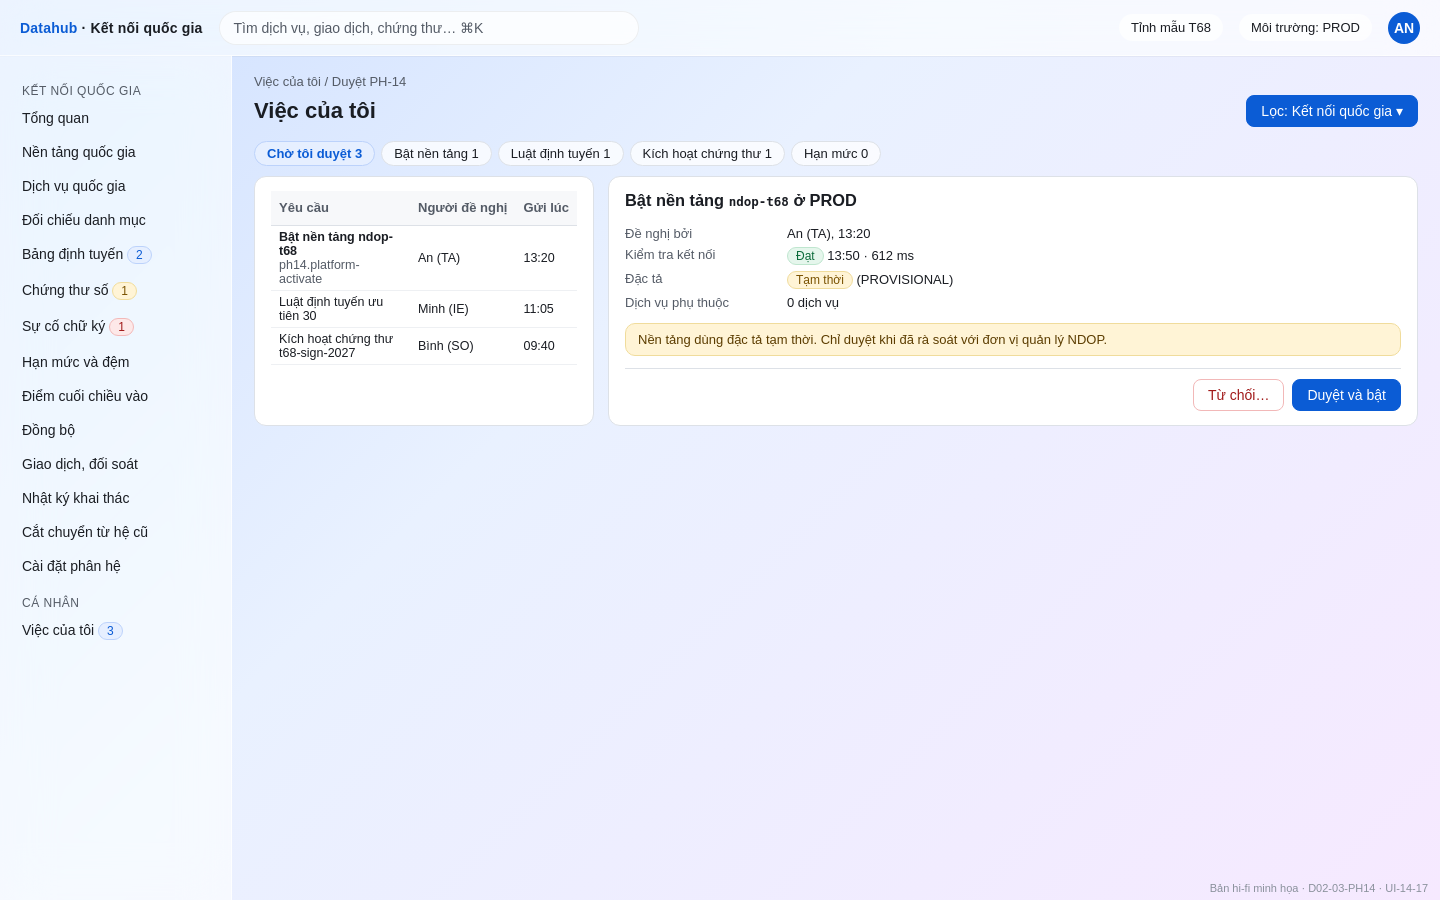 Datahub · Kết nối quốc gia
Tìm dịch vụ, giao dịch, chứng thư… ⌘K
Tỉnh mẫu T68
Môi trường: PROD
AN
KẾT NỐI QUỐC GIA
Tổng quan
Nền tảng quốc gia
Dịch vụ quốc gia
Đối chiếu danh mục
Bảng định tuyến 2
Chứng thư số 1
Sự cố chữ ký 1
Hạn mức và đệm
Điểm cuối chiều vào
Đồng bộ
Giao dịch, đối soát
Nhật ký khai thác
Cắt chuyển từ hệ cũ
Cài đặt phân hệ
CÁ NHÂN
Việc của tôi 3
Việc của tôi / Duyệt PH-14
Việc của tôi
Lọc: Kết nối quốc gia ▾
Chờ tôi duyệt 3
Bật nền tảng 1
Luật định tuyến 1
Kích hoạt chứng thư 1
Hạn mức 0
Yêu cầu Người đề nghị Gửi lúc
Bật nền tảng ndop-
t68
ph14.platform-
activate
An (TA) 13:20
Luật định tuyến ưu
tiên 30
Minh (IE) 11:05
Kích hoạt chứng thư
t68-sign-2027
Bình (SO) 09:40
Bật nền tảng ndop-t68 ở PROD
Đề nghị bởi An (TA), 13:20
Kiểm tra kết nối Đạt 13:50 · 612 ms
Đặc tả Tạm thời (PROVISIONAL)
Dịch vụ phụ thuộc 0 dịch vụ
Nền tảng dùng đặc tả tạm thời. Chỉ duyệt khi đã rà soát với đơn vị quản lý NDOP.
Từ chối…
Duyệt và bật
Bản hi-fi minh họa · D02-03-PH14 · UI-14-17